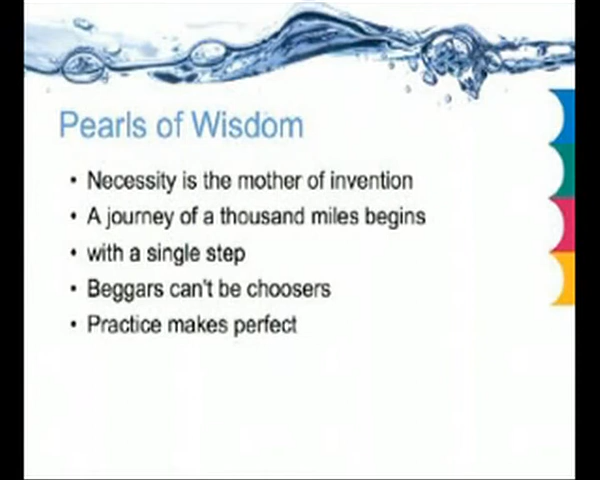 Pearls of Wisdom
• Necessity is the mother of invention
• A journey of a thousand miles begins
• with a single step
• Beggars can't be choosers
• Practice makes perfect